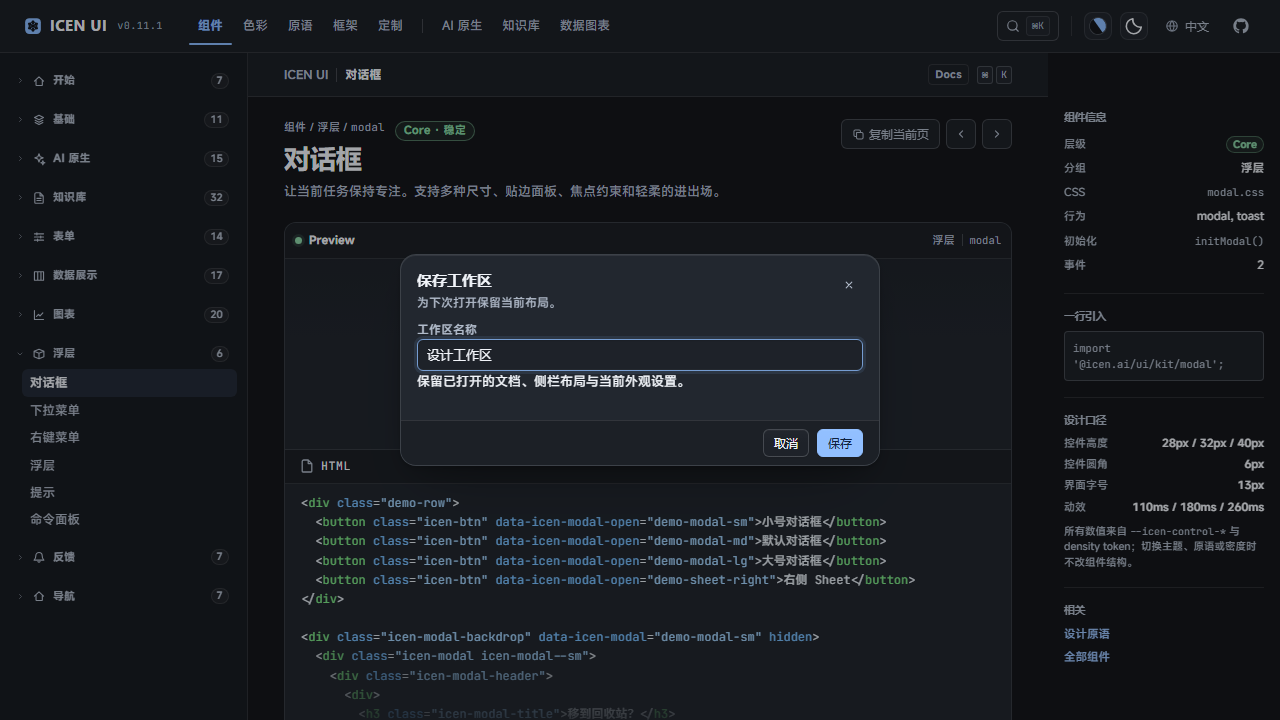 ICEN UI v0.11.1 组件 色彩 原语 框架 定制 AI 原生 知识库 数据图表 ⌘K 中文
开始 7
基础 11
AI 原生 15
知识库 32
表单 14
数据展示 17
图表 20
浮层 6
对话框
下拉菜单
右键菜单
浮层
提示
命令面板
反馈 7
导航 7
ICEN UI 对话框 Docs ⌘ K
组件 / 浮层 / modal Core · 稳定
对话框
复制当前页
让当前任务保持专注。支持多种尺寸、贴边面板、焦点约束和轻柔的进出场。
Preview 浮层 modal
保存工作区
为下次打开保留当前布局。
工作区名称
设计工作区
保留已打开的文档、侧栏布局与当前外观设置。
取消 保存
HTML
<div class="demo-row">
<button class="icen-btn" data-icen-modal-open="demo-modal-sm">小号对话框</button>
<button class="icen-btn" data-icen-modal-open="demo-modal-md">默认对话框</button>
<button class="icen-btn" data-icen-modal-open="demo-modal-lg">大号对话框</button>
<button class="icen-btn" data-icen-modal-open="demo-sheet-right">右侧 Sheet</button>
</div>
<div class="icen-modal-backdrop" data-icen-modal="demo-modal-sm" hidden>
<div class="icen-modal icen-modal--sm">
<div class="icen-modal-header">
<div>
<h3 class="icen-modal-title">移到回收站？</h3>
组件信息
层级 Core
分组 浮层
CSS modal.css
行为 modal, toast
初始化 initModal()
事件 2
一行引入
import
'@icen.ai/ui/kit/modal';
设计口径
控件高度 28px / 32px / 40px
控件圆角 6px
界面字号 13px
动效 110ms / 180ms / 260ms
所有数值来自 --icen-control-* 与
density token；切换主题、原语或密度时
不改组件结构。
相关
设计原语
全部组件